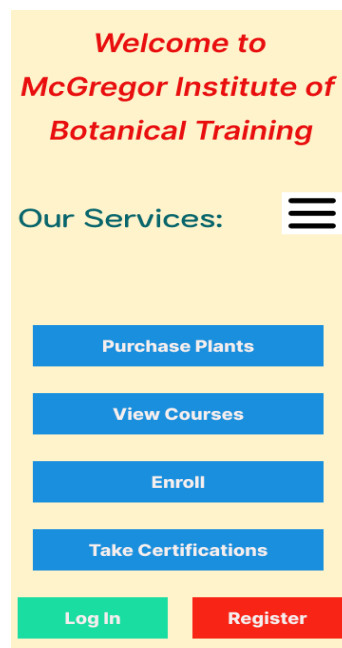 Welcome to
McGregor Institute of
Botanical Training
Our Services:
Purchase Plants
View Courses
Enroll
Take Certifications
Log In
Register